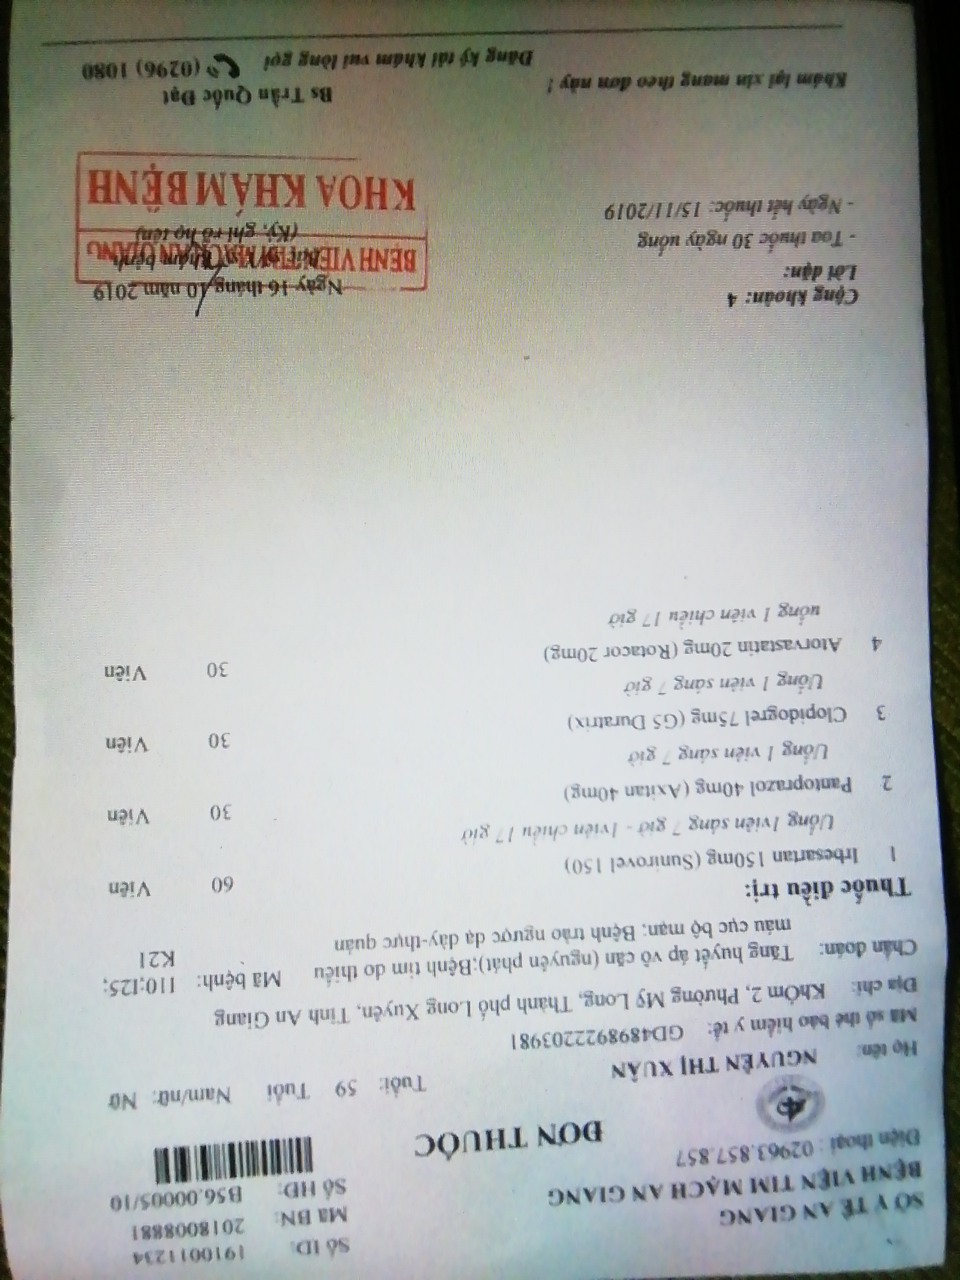 SỞ Y TẾ AN GIANG
BỆNH VIỆN TIM MẠCH AN GIANG
Điện thoại : 02963.857.857
Số ID: 1910011234
Mã BN: 2018008881
Số HĐ: B56.00005/10
ĐƠN THUỐC
Họ tên: NGUYỄN THỊ XUÂN Tuổi: 59 Tuổi Nam/nữ: Nữ
Mã số thẻ bảo hiểm y tế: GD4898922203981
Địa chỉ: KhÓm 2, Phường Mỹ Long, Thành phố Long Xuyên, Tỉnh An Giang
Chẩn đoán: Tăng huyết áp vô căn (nguyên phát);Bệnh tim do thiếu Mã bệnh: I10;I25;
máu cục bộ mạn; Bệnh trào ngược dạ dày-thực quản K21
Thuốc điều trị:
1 Irbesartan 150mg (Sunirovel 150) 60 Viên
Uống 1viên sáng 7 giờ - 1viên chiều 17 giờ
2 Pantoprazol 40mg (Axitan 40mg) 30 Viên
Uống 1 viên sáng 7 giờ
3 Clopidogrel 75mg (G5 Duratrix) 30 Viên
Uống 1 viên sáng 7 giờ
4 Atorvastatin 20mg (Rotacor 20mg) 30 Viên
uống 1 viên chiều 17 giờ
Cộng khoản: 4
Lời dặn:
- Toa thuốc 30 ngày uống
- Ngày hết thuốc: 15/11/2019
Ngày 16 tháng 10 năm 2019
khám bệnh
(Ký, ghi rõ họ tên)
BỆNH VIỆN TIM MẠCH AN GIANG
KHOA KHÁM BỆNH
Bs Trần Quốc Đạt
Khám lại xin mang theo đơn này !
Đăng ký tái khám vui lòng gọi (0296) 1080